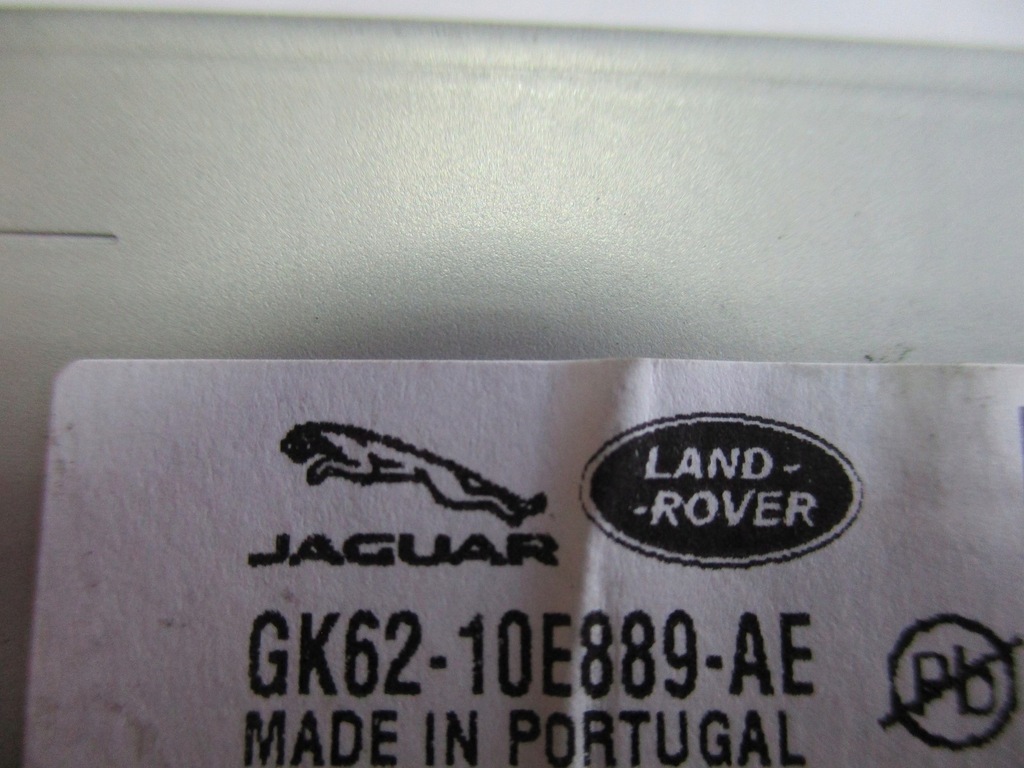 JAGUAR
LAND-
-ROVER
GK62-10E889-AE
Pb
MADE IN PORTUGAL